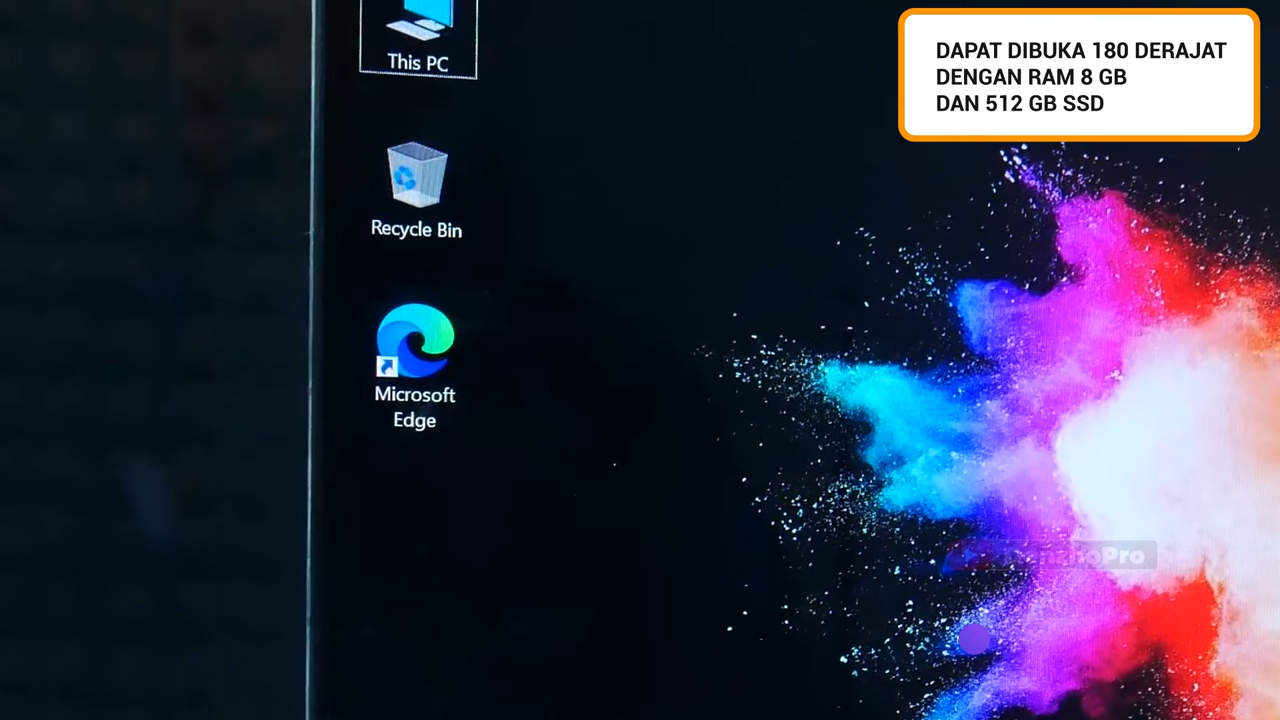 This PC
Recycle Bin
Microsoft
Edge
DAPAT DIBUKA 180 DERAJAT
DENGAN RAM 8 GB
DAN 512 GB SSD